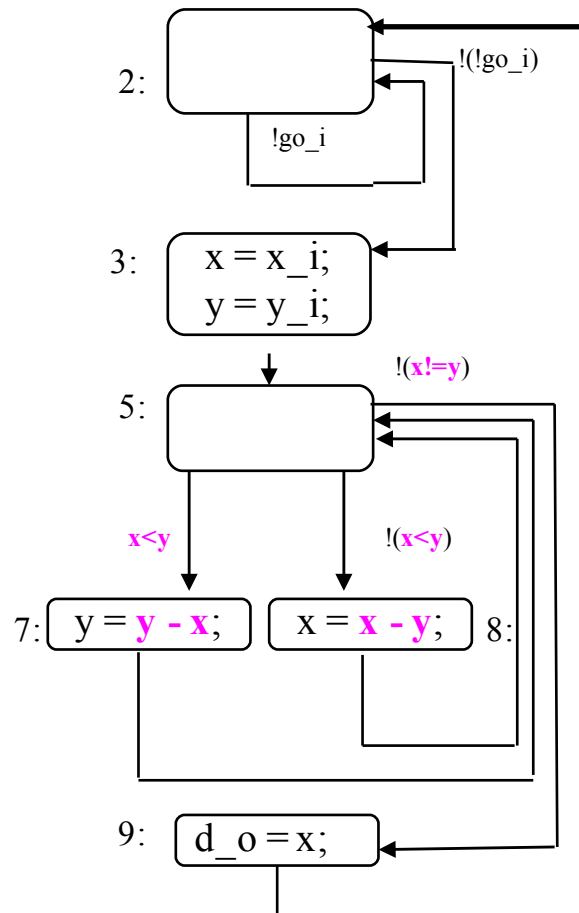 !(!go_i)
2:
!go_i
3:
x = x_i;
y = y_i;
!(x!=y)
5:
x<y
!(x<y)
7:
y = y - x;
x = x - y;
8:
9:
d_o = x;